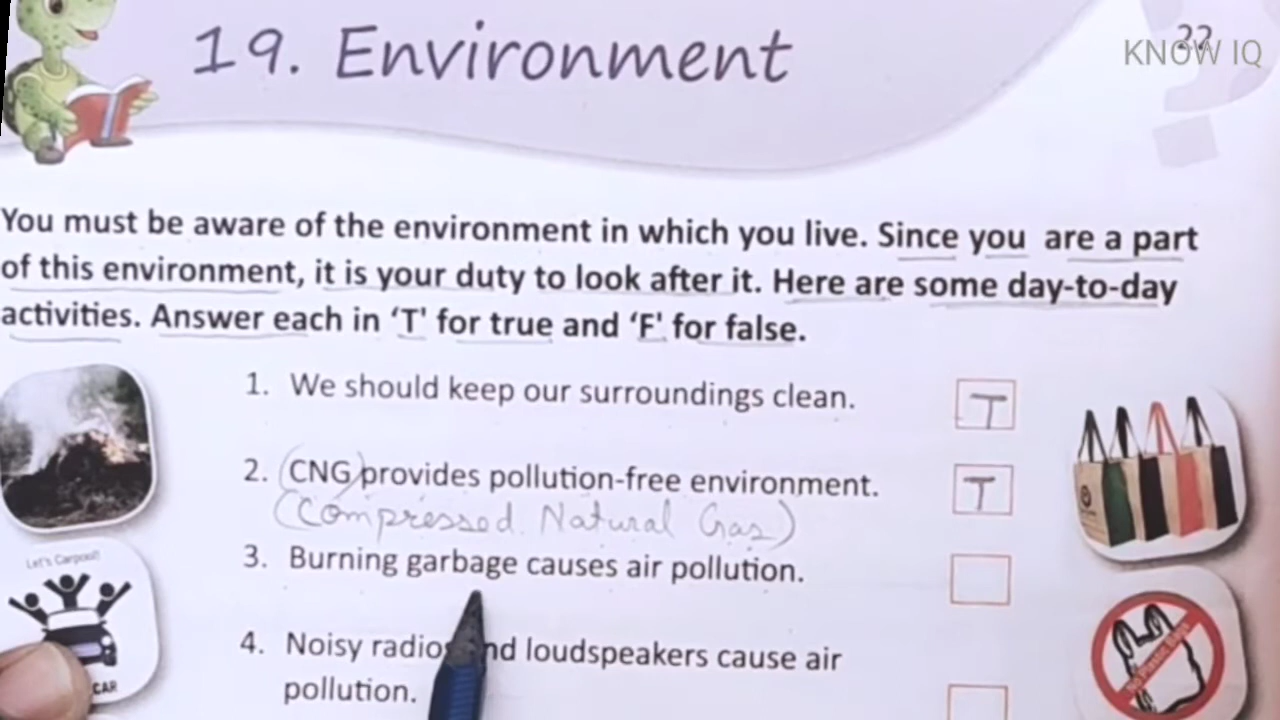 19. Environment
22
KNOW IQ
You must be aware of the environment in which you live. Since you are a part
of this environment, it is your duty to look after it. Here are some day-to-day
activities. Answer each in ‘T' for true and ‘F' for false.
1. We should keep our surroundings clean.
T
2. CNG provides pollution-free environment.
T
(Compressed Natural Gas)
3. Burning garbage causes air pollution.
Let's Carpool!
CAR
4. Noisy radios and loudspeakers cause air
pollution.
No Plastic Bags